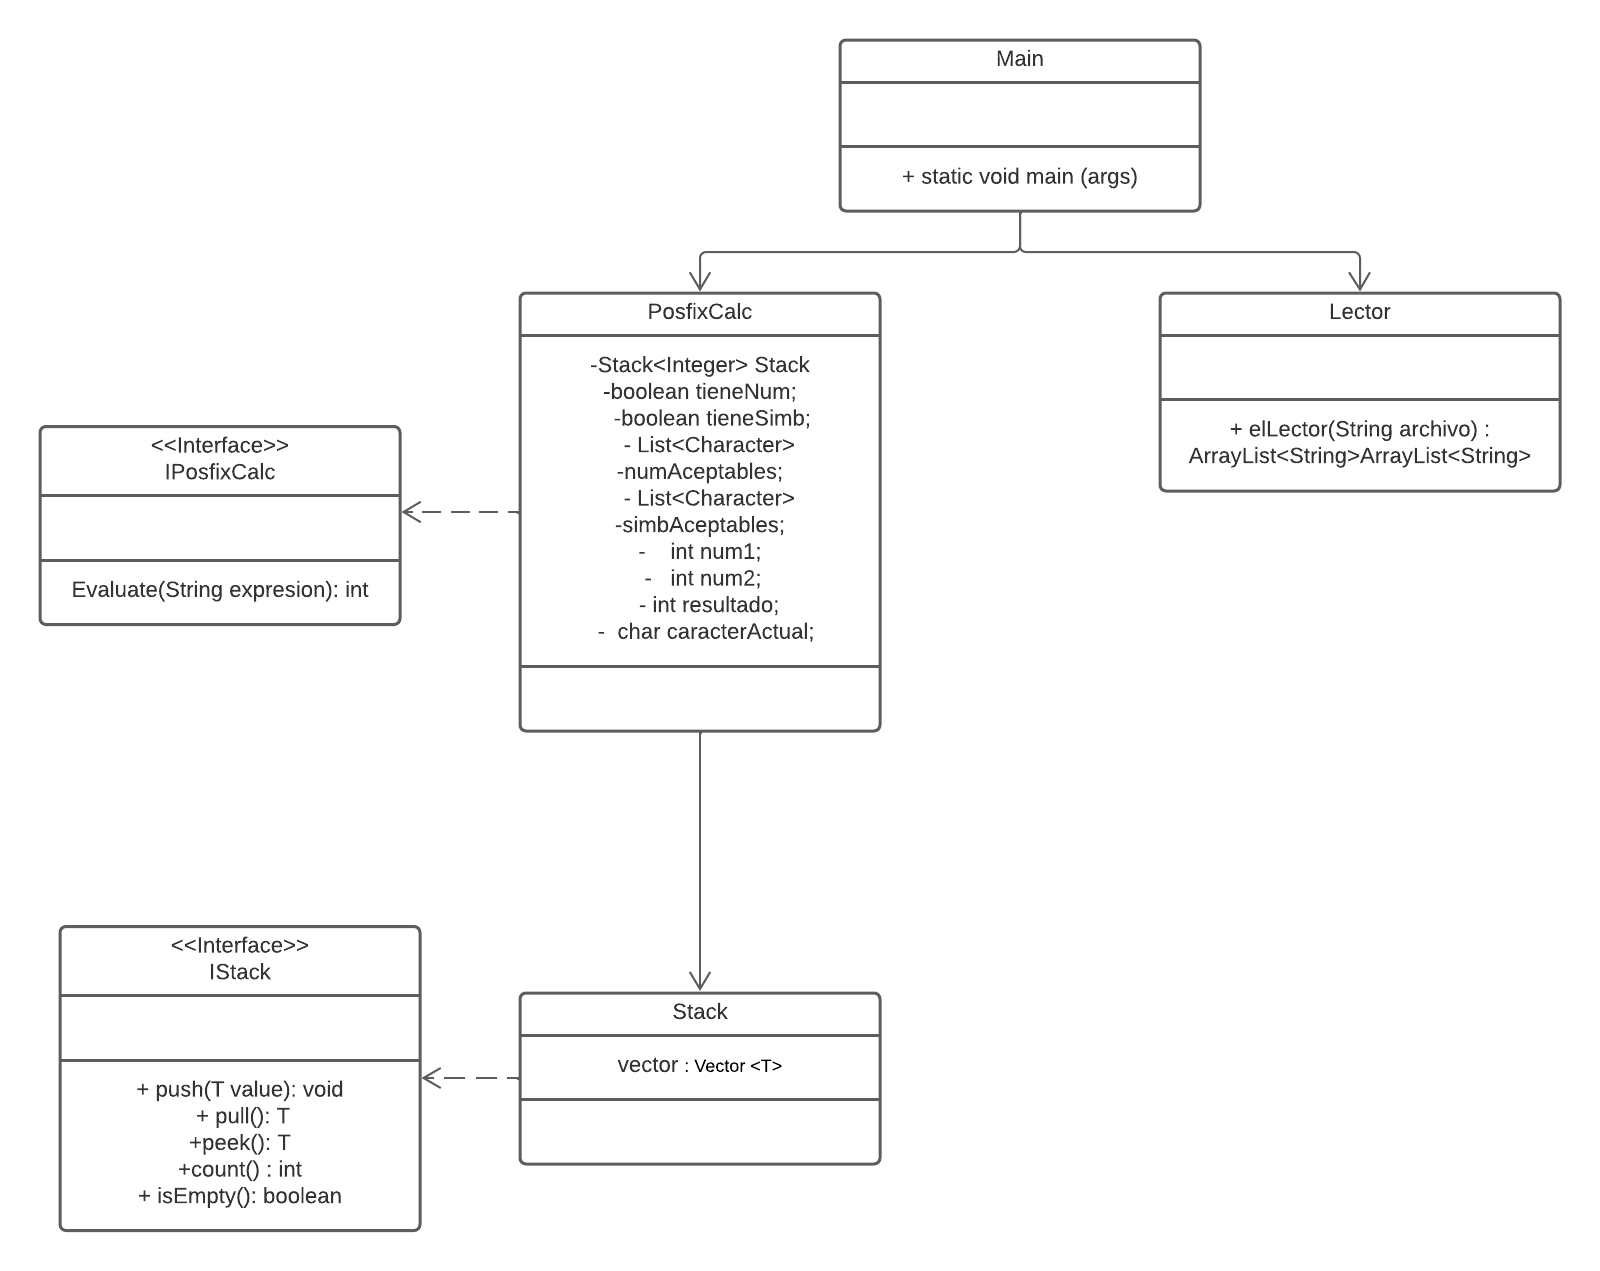 Main
+ static void main (args)
PosfixCalc
-Stack<Integer> Stack
-boolean tieneNum;
-boolean tieneSimb;
- List<Character>
-numAceptables;
- List<Character>
-simbAceptables;
- int num1;
- int num2;
- int resultado;
- char caracterActual;
Lector
+ elLector(String archivo) :
ArrayList<String>ArrayList<String>
<<Interface>>
IPosfixCalc
Evaluate(String expresion): int
<<Interface>>
IStack
+ push(T value): void
+ pull(): T
+peek(): T
+count() : int
+ isEmpty(): boolean
Stack
vector : Vector <T>